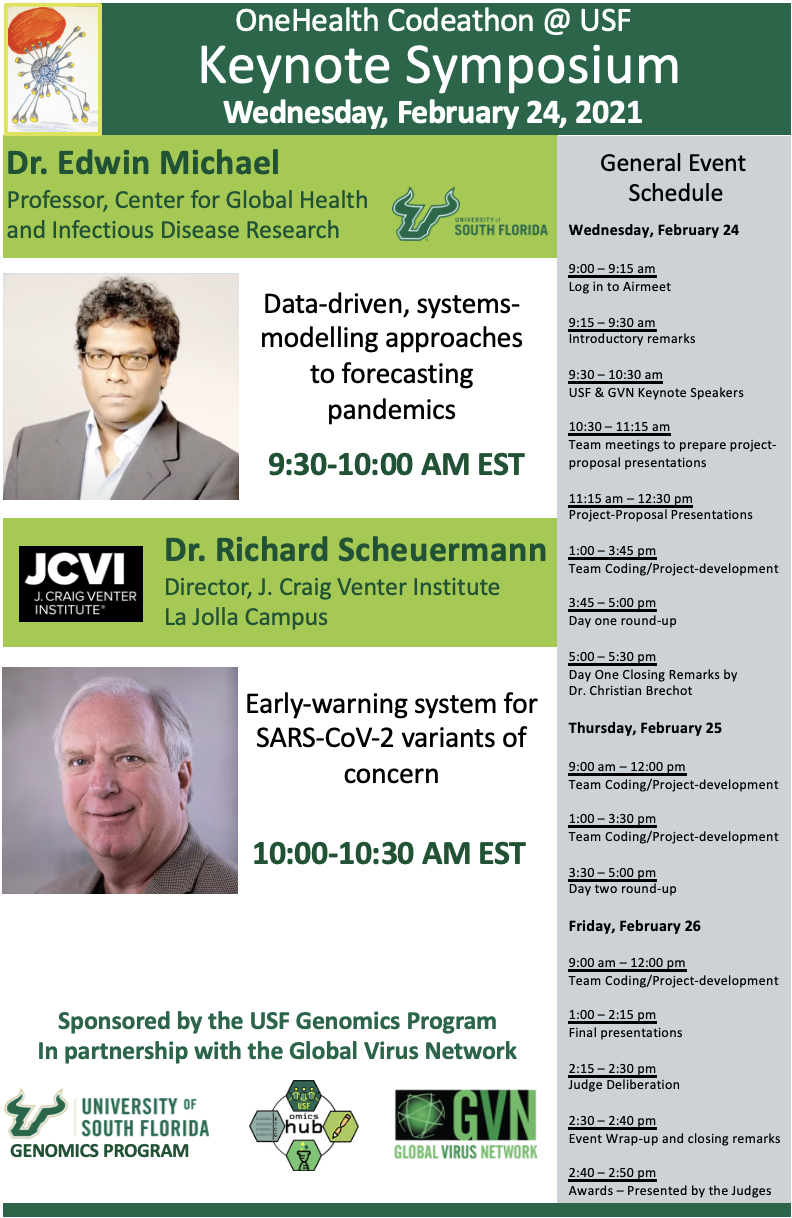 OneHealth Codeathon @ USF
Keynote Symposium
Wednesday, February 24, 2021
Dr. Edwin Michael
Professor, Center for Global Health
and Infectious Disease Research
UNIVERSITY OF
SOUTH FLORIDA
Data-driven, systems-
modelling approaches
to forecasting
pandemics
9:30-10:00 AM EST
JCVI
J. CRAIG VENTER
INSTITUTE®
Dr. Richard Scheuermann
Director, J. Craig Venter Institute
La Jolla Campus
Early-warning system for
SARS-CoV-2 variants of
concern
10:00-10:30 AM EST
Sponsored by the USF Genomics Program
In partnership with the Global Virus Network
UNIVERSITY OF
SOUTH FLORIDA
GENOMICS PROGRAM
USF
omics
hub
GVN
GLOBAL VIRUS NETWORK
General Event
Schedule
Wednesday, February 24
9:00 – 9:15 am
Log in to Airmeet
9:15 – 9:30 am
Introductory remarks
9:30 – 10:30 am
USF & GVN Keynote Speakers
10:30 – 11:15 am
Team meetings to prepare project-
proposal presentations
11:15 am – 12:30 pm
Project-Proposal Presentations
1:00 – 3:45 pm
Team Coding/Project-development
3:45 – 5:00 pm
Day one round-up
5:00 – 5:30 pm
Day One Closing Remarks by
Dr. Christian Brechot
Thursday, February 25
9:00 am – 12:00 pm
Team Coding/Project-development
1:00 – 3:30 pm
Team Coding/Project-development
3:30 – 5:00 pm
Day two round-up
Friday, February 26
9:00 am – 12:00 pm
Team Coding/Project-development
1:00 – 2:15 pm
Final presentations
2:15 – 2:30 pm
Judge Deliberation
2:30 – 2:40 pm
Event Wrap-up and closing remarks
2:40 – 2:50 pm
Awards – Presented by the Judges